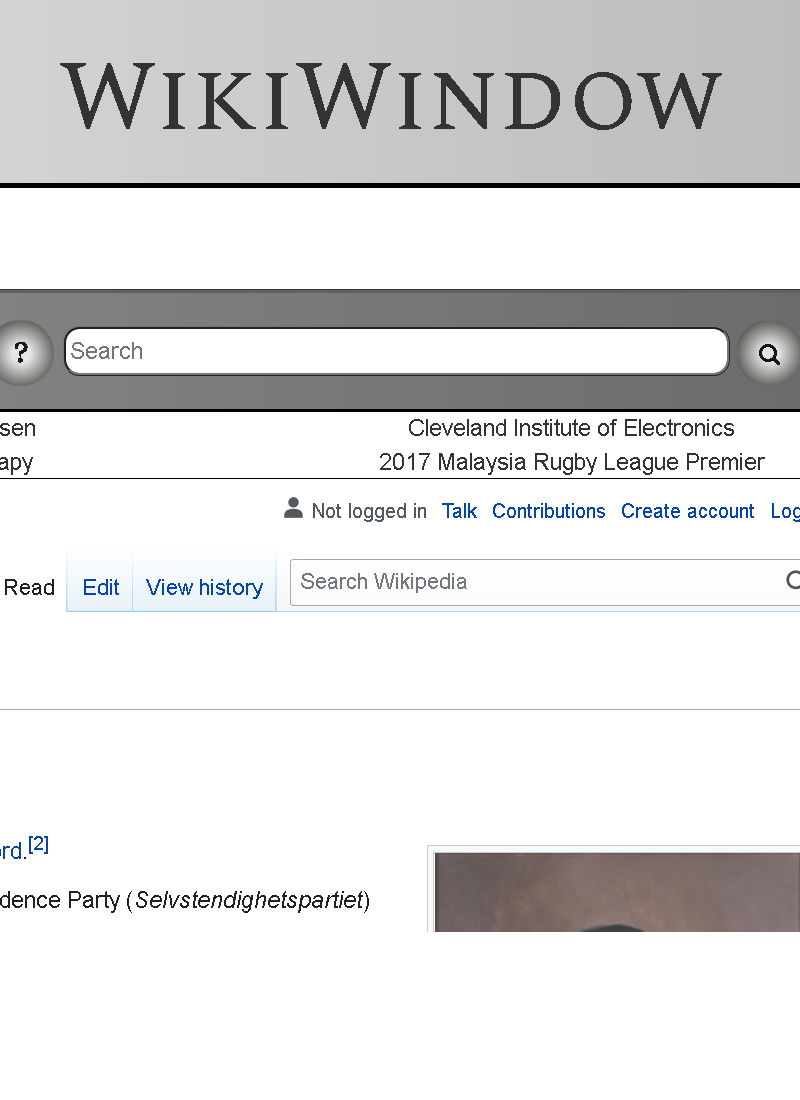 WIKIWINDOW
?
Search
sen
Cleveland Institute of Electronics
apy
2017 Malaysia Rugby League Premier
Not logged in Talk Contributions Create account Log
Read Edit View history Search Wikipedia
ord.[2]
dence Party (Selvstendighetspartiet)